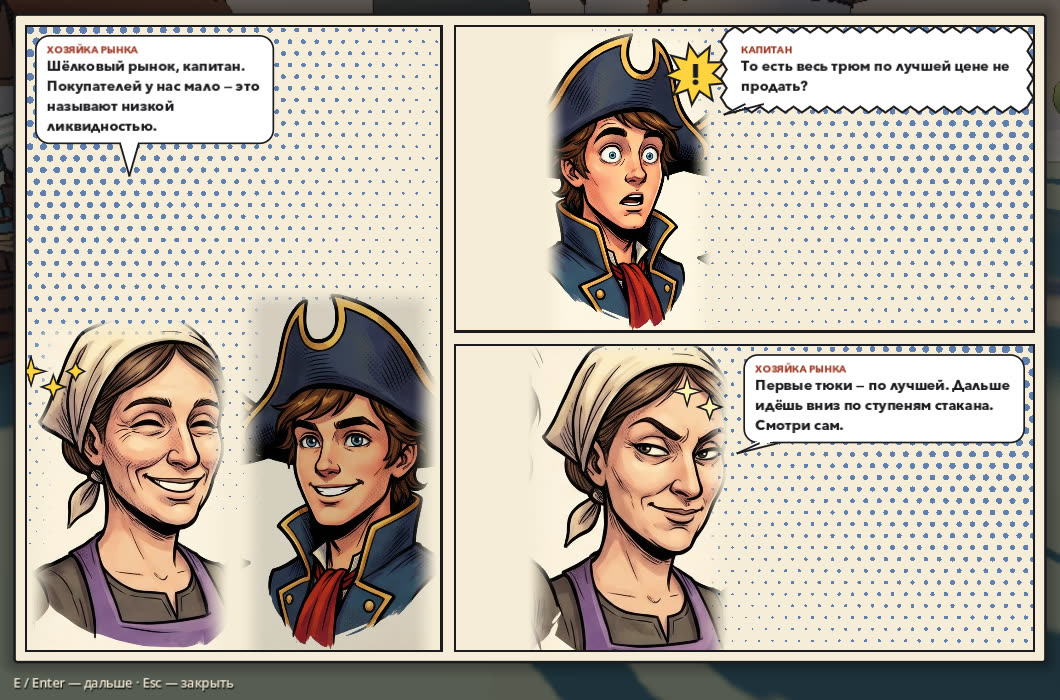 ХОЗЯЙКА РЫНКА
Шёлковый рынок, капитан.
Покупателей у нас мало – это
называют низкой
ликвидностью.
КАПИТАН
То есть весь трюм по лучшей цене не
продать?
!
ХОЗЯЙКА РЫНКА
Первые тюки – по лучшей. Дальше
идёшь вниз по ступеням стакана.
Смотри сам.
E / Enter — дальше · Esc — закрыть